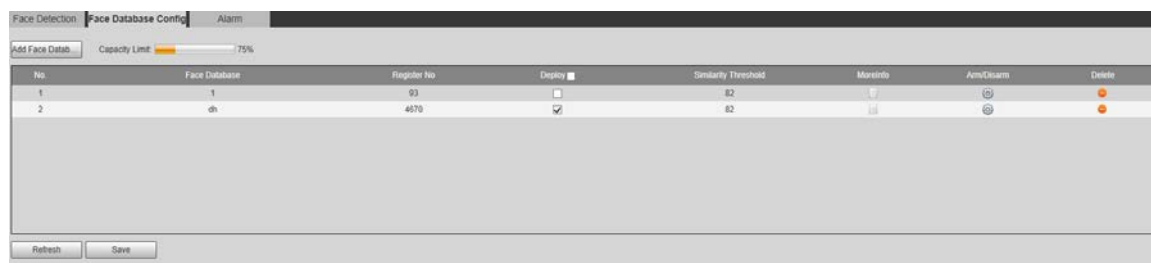 Face Detection Face Database Config Alarm
Add Face Datab... Capacity Limit: 75%
No. Face Database Register No Deploy Similarity Threshold MoreInfo Arm/Disarm Delete
1 1 93 82
2 dh 4670 82
Refresh Save